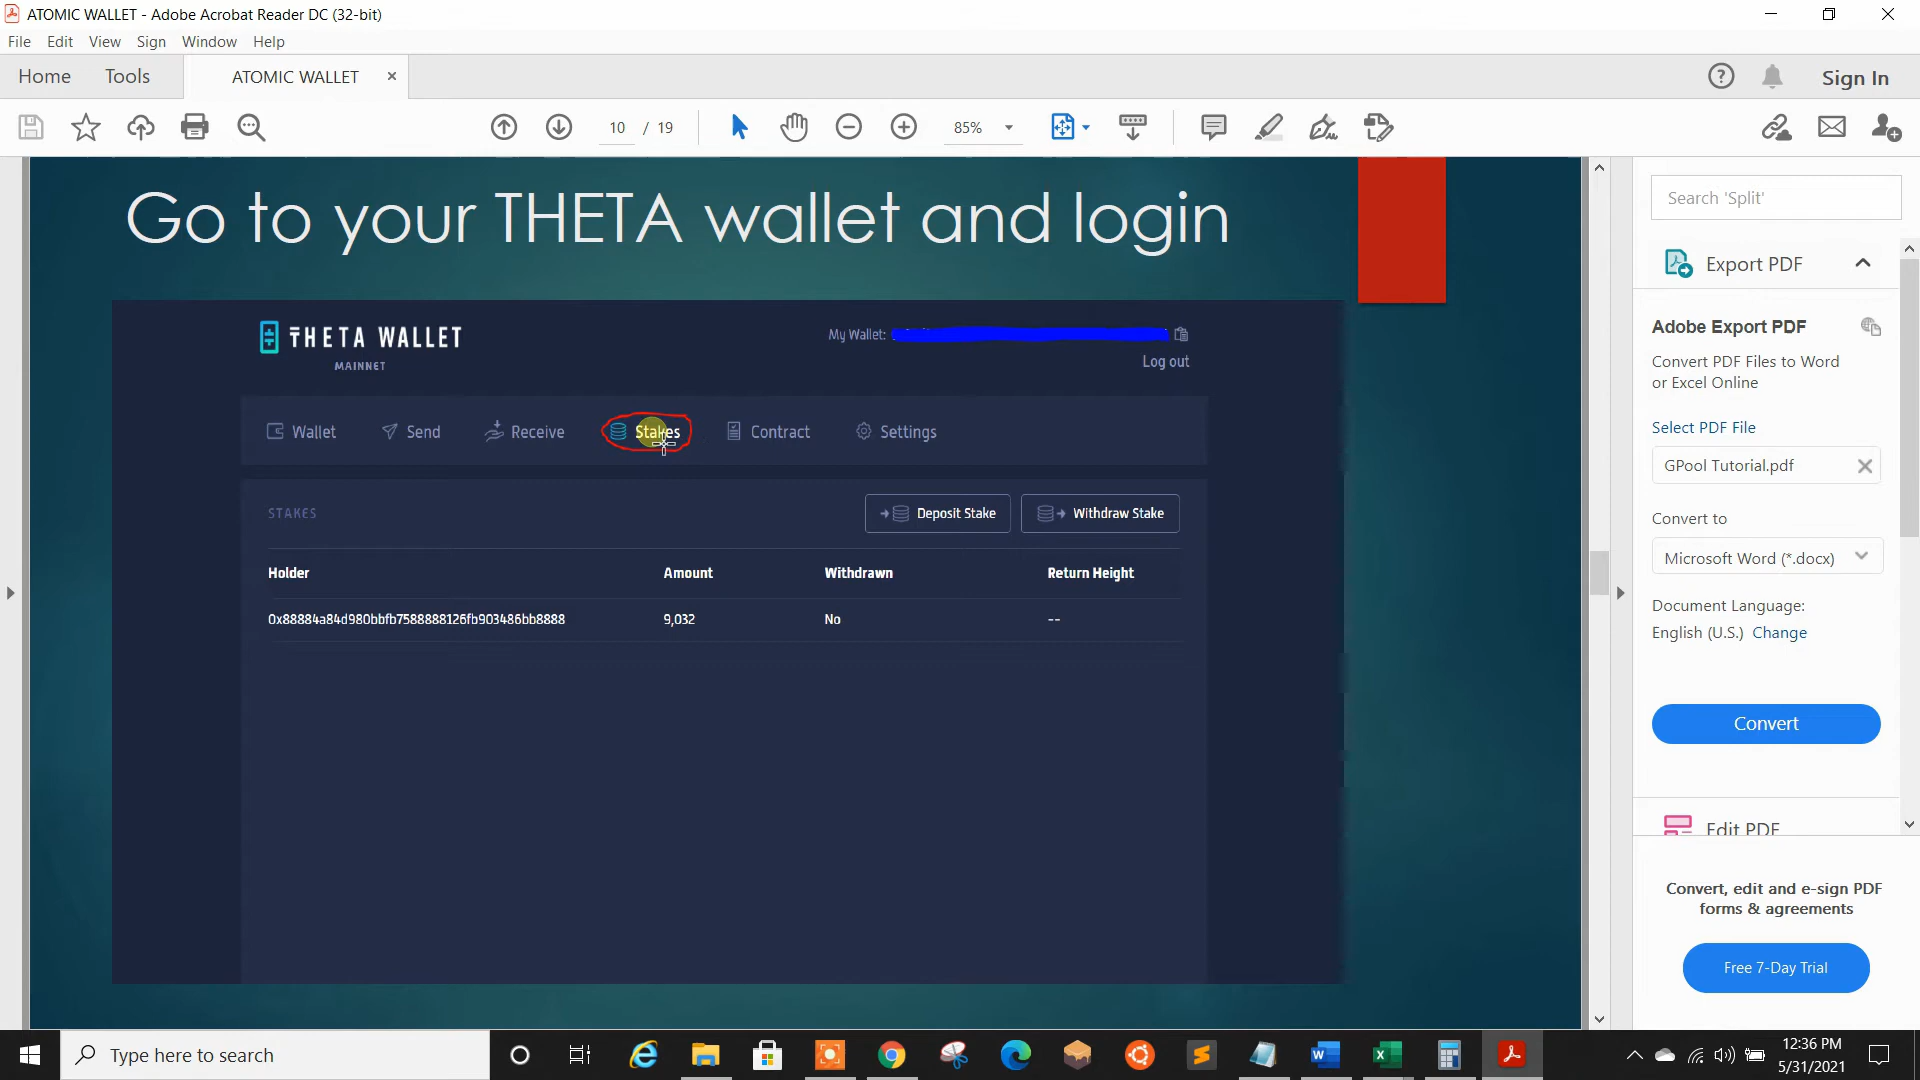 ATOMIC WALLET - Adobe Acrobat Reader DC (32-bit)
File Edit View Sign Window Help
Home Tools ATOMIC WALLET × Sign In
10 / 19 85%
Go to your THETA wallet and login
THETA WALLET
MAINNET
My Wallet:
Log out
Wallet Send Receive Stakes Contract Settings
STAKES Deposit Stake Withdraw Stake
Holder Amount Withdrawn Return Height
0x88884a84d980bbfb7588888126fb903486bb8888 9,032 No --
Search 'Split'
Export PDF
Adobe Export PDF
Convert PDF Files to Word
or Excel Online
Select PDF File
GPool Tutorial.pdf
Convert to
Microsoft Word (*.docx)
Document Language:
English (U.S.) Change
Convert
Edit PDF
Convert, edit and e-sign PDF
forms & agreements
Free 7-Day Trial
Type here to search
12:36 PM
5/31/2021